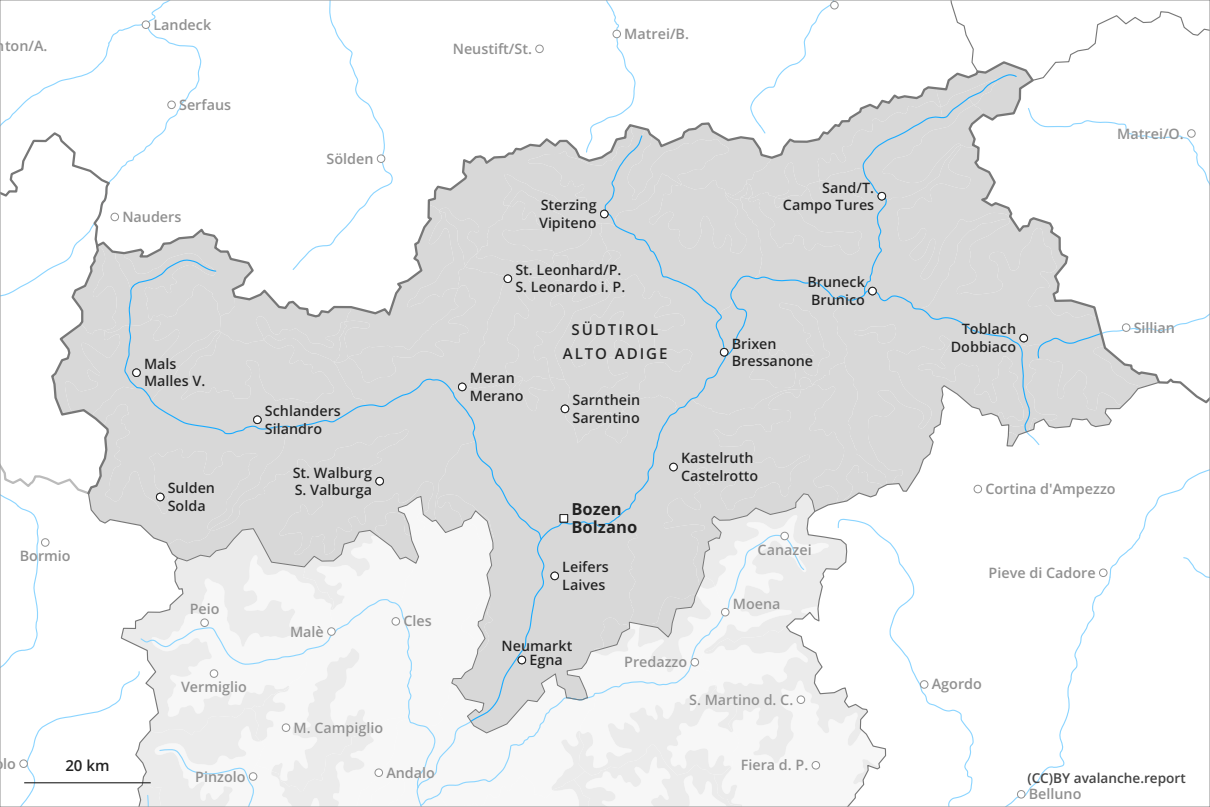 Landeck
Matrei/B.
nton/A.
Neustift/St.
Serfaus
Matrei/O.
Sölden
Sand/T.
Campo Tures
Nauders
Sterzing
Vipiteno
St. Leonhard/P.
S. Leonardo i. P.
Bruneck
Brunico
SÜDTIROL
ALTO ADIGE
Toblach
Dobbiaco
Sillian
Brixen
Bressanone
Mals
Malles V.
Meran
Merano
Sarnthein
Sarentino
Schlanders
Silandro
Kastelruth
Castelrotto
St. Walburg
S. Valburga
Sulden
Solda
Cortina d'Ampezzo
Bozen
Bolzano
Bormio
Canazei
Leifers
Laives
Pieve di Cadore
Peio
Moena
Malè
Cles
Neumarkt
Egna
Predazzo
Vermiglio
Agordo
S. Martino d. C.
M. Campiglio
olo
20 km
Pinzolo
Andalo
Fiera d. P.
(CC)BY avalanche.report
Belluno